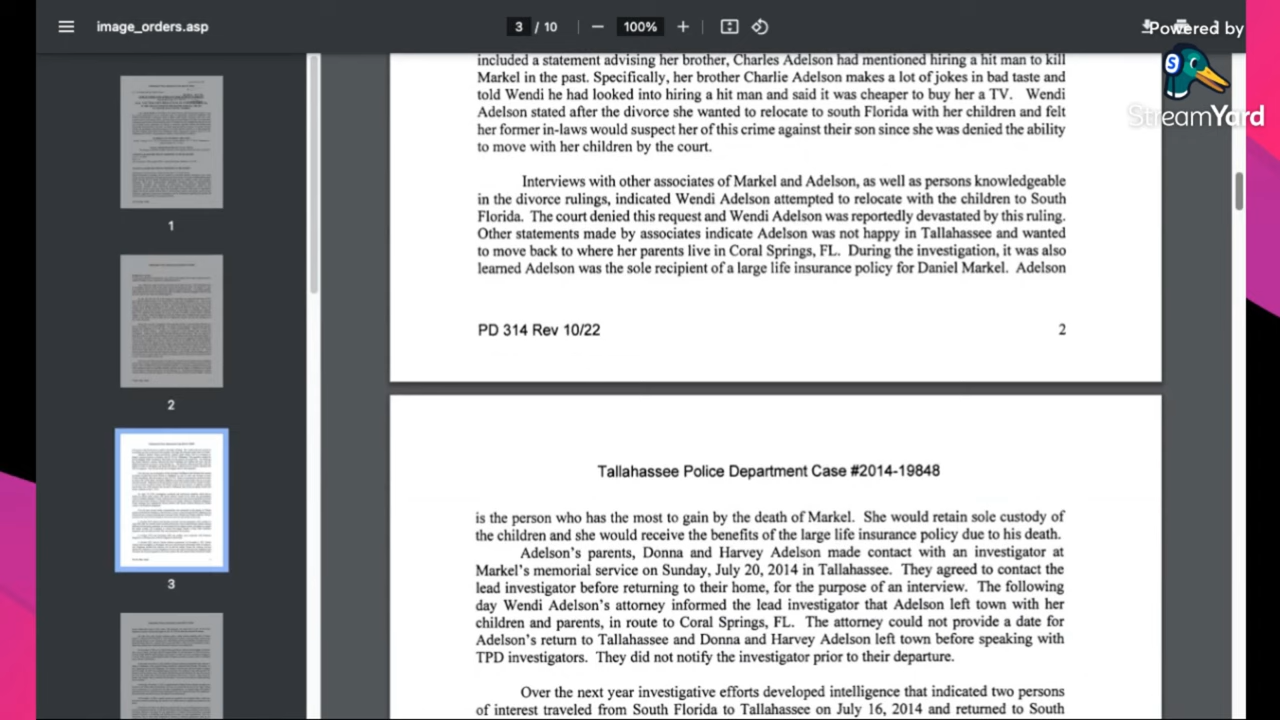 image_orders.asp
3 / 10
100%
Powered by
S
StreamYard
1
2
3
included a statement advising her brother, Charles Adelson had mentioned hiring a hit man to kill
Markel in the past. Specifically, her brother Charlie Adelson makes a lot of jokes in bad taste and
told Wendi he had looked into hiring a hit man and said it was cheaper to buy her a TV. Wendi
Adelson stated after the divorce she wanted to relocate to south Florida with her children and felt
her former in-laws would suspect her of this crime against their son since she was denied the ability
to move with her children by the court.
Interviews with other associates of Markel and Adelson, as well as persons knowledgeable
in the divorce rulings, indicated Wendi Adelson attempted to relocate with the children to South
Florida. The court denied this request and Wendi Adelson was reportedly devastated by this ruling.
Other statements made by associates indicate Adelson was not happy in Tallahassee and wanted
to move back to where her parents live in Coral Springs, FL. During the investigation, it was also
learned Adelson was the sole recipient of a large life insurance policy for Daniel Markel. Adelson
PD 314 Rev 10/22 2
Tallahassee Police Department Case #2014-19848
is the person who has the most to gain by the death of Markel. She would retain sole custody of
the children and she would receive the benefits of the large life insurance policy due to his death.
Adelson's parents, Donna and Harvey Adelson made contact with an investigator at
Markel's memorial service on Sunday, July 20, 2014 in Tallahassee. They agreed to contact the
lead investigator before returning to their home, for the purpose of an interview. The following
day Wendi Adelson's attorney informed the lead investigator that Adelson left town with her
children and parents, in route to Coral Springs, FL. The attorney could not provide a date for
Adelson's return to Tallahassee and Donna and Harvey Adelson left town before speaking with
TPD investigators. They did not notify the investigator prior to their departure.
Over the next year investigative efforts developed intelligence that indicated two persons
of interest traveled from South Florida to Tallahassee on July 16, 2014 and returned to South